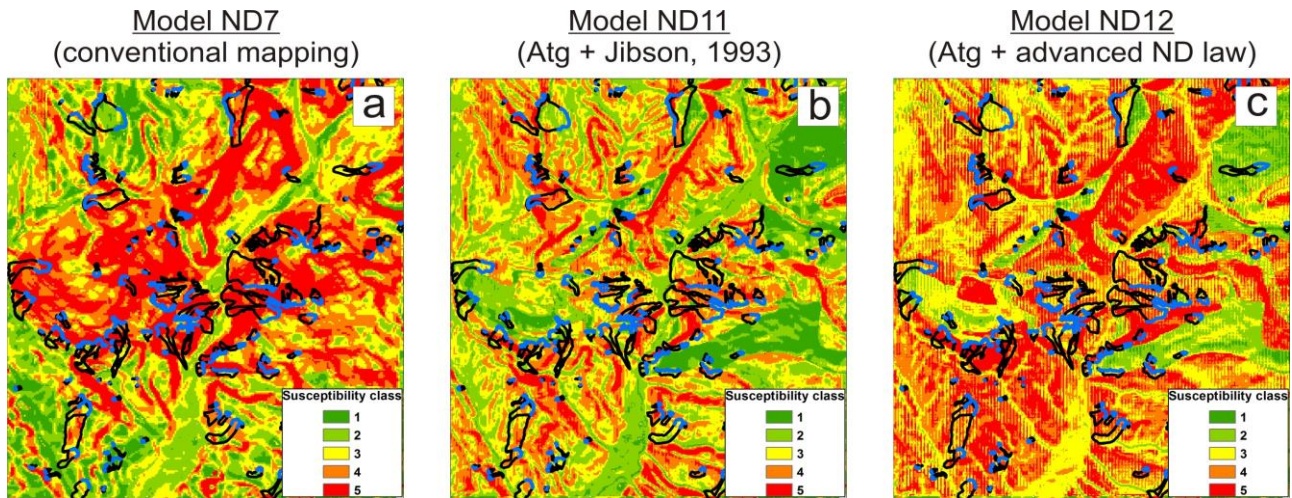 Model ND7
(conventional mapping)
a
Susceptibility class
1
2
3
4
5
Model ND11
(Atg + Jibson, 1993)
b
Susceptibility class
1
2
3
4
5
Model ND12
(Atg + advanced ND law)
c
Susceptibility class
1
2
3
4
5